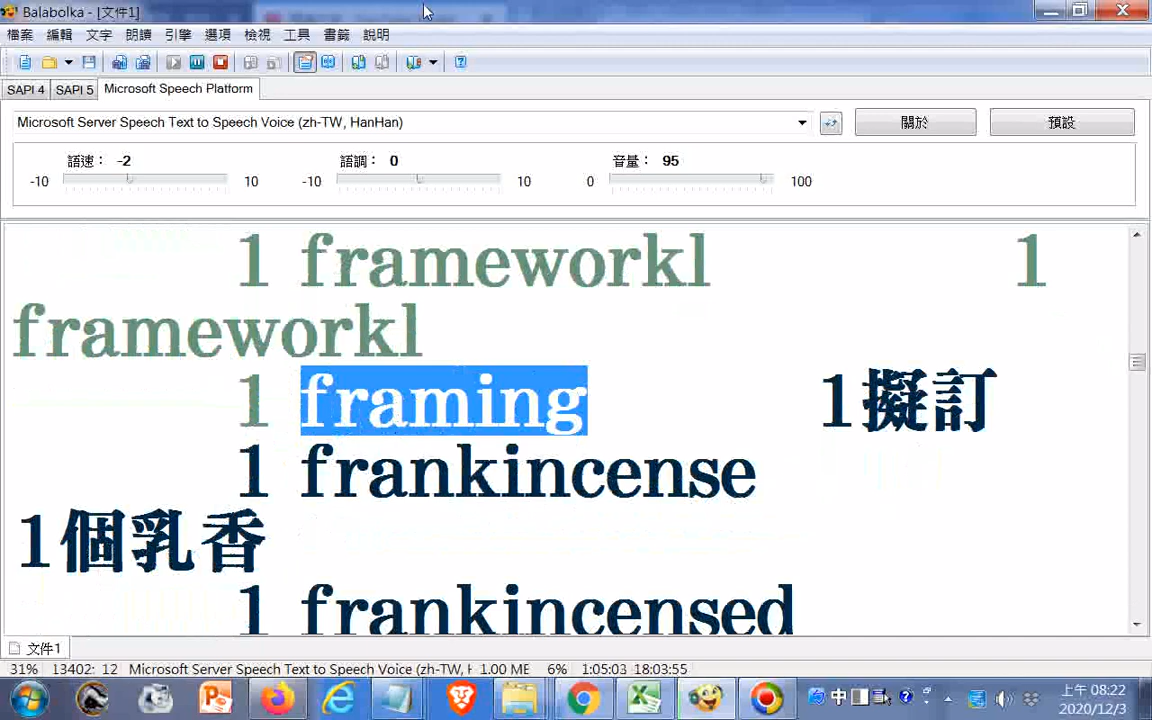 Balabolka - [文件1]
檔案 編輯 文字 朗讀 引擎 選項 檢視 工具 書籤 說明
SAPI 4 SAPI 5 Microsoft Speech Platform
Microsoft Server Speech Text to Speech Voice (zh-TW, HanHan) 關於 預設
語速： -2 語調： 0 音量： 95
-10 10 -10 10 0 100
1 frameworkl 1
frameworkl
1 framing 1擬訂
1 frankincense
1個乳香
1 frankincensed
文件1
31% 13402: 12 Microsoft Server Speech Text to Speech Voice (zh-TW, 1.00 ME 6% 1:05:03 18:03:55
中 上午 08:22
2020/12/3